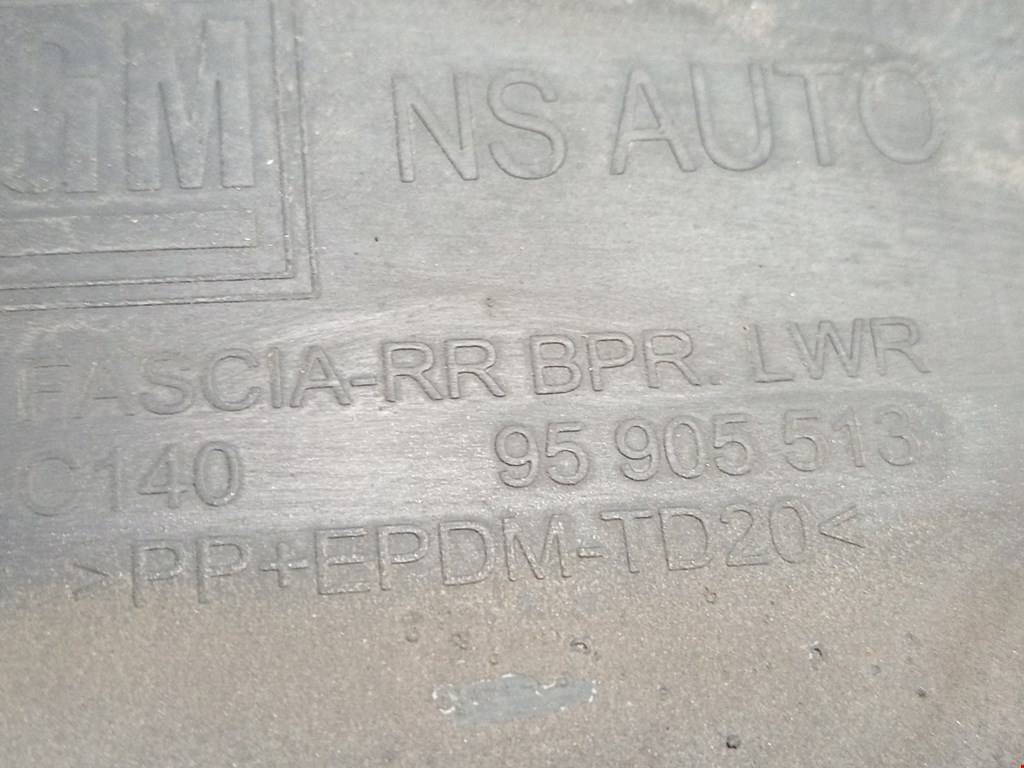 GM NS AUTO
FASCIA-RR BPR. LWR
C140 95 905 513
>PP+EPDM-TD20<